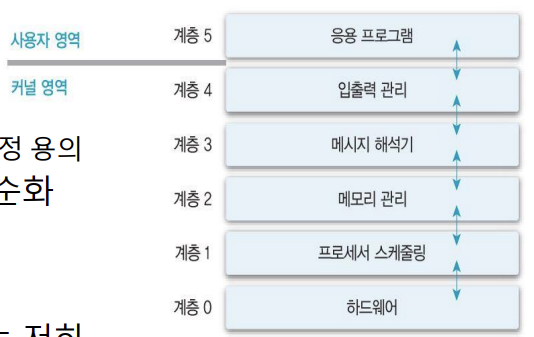 사용자 영역
커널 영역
계층 5 응용 프로그램
계층 4 입출력 관리
계층 3 메시지 해석기
계층 2 메모리 관리
계층 1 프로세서 스케줄링
계층 0 하드웨어
정 용의
순화